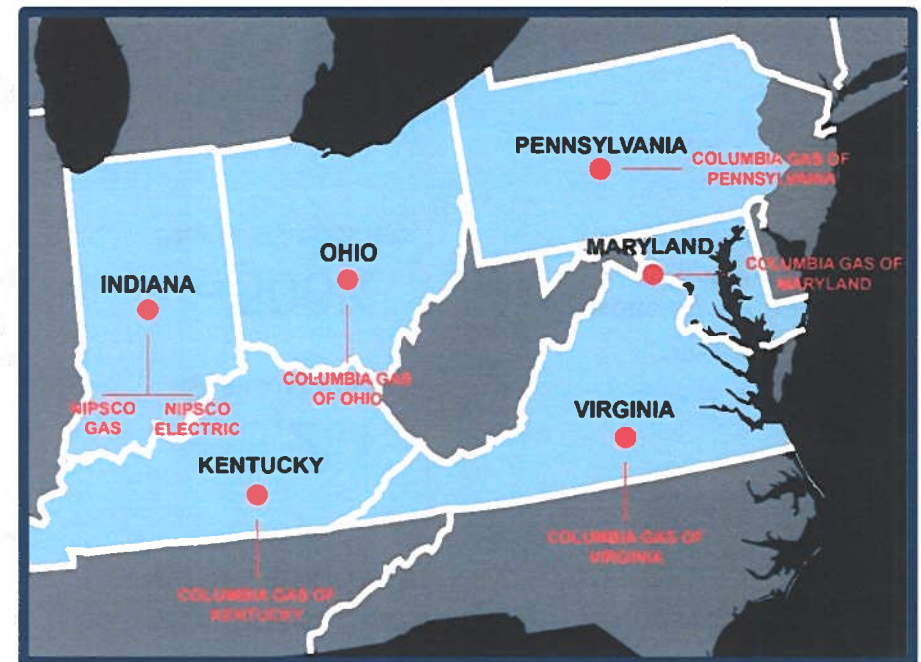 PENNSYLVANIA
COLUMBIA GAS OF
PENNSYLVANIA
MARYLAND
COLUMBIA GAS OF
MARYLAND
OHIO
COLUMBIA GAS
OF OHIO
INDIANA
NIPSCO
GAS
NIPSCO
ELECTRIC
VIRGINIA
COLUMBIA GAS OF
VIRGINIA
KENTUCKY
COLUMBIA GAS OF
KENTUCKY